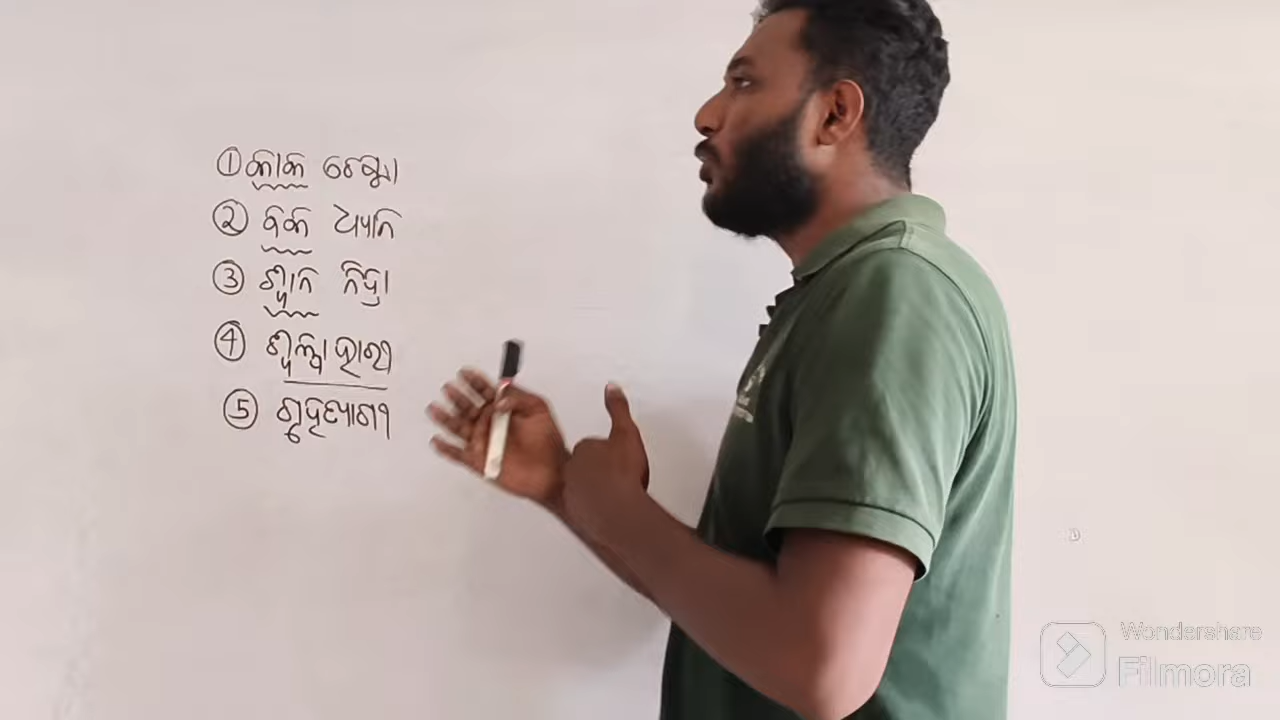 ① କାକ ଚେଷ୍ଟା
② ବକ ଧ୍ୟାନ
③ ଶ୍ୱାନ ନିଦ୍ରା
④ ଶ୍ୱଳ୍ପାହାରୀ
⑤ ଗୃହତ୍ୟାଗୀ
Wondershare
Filmora